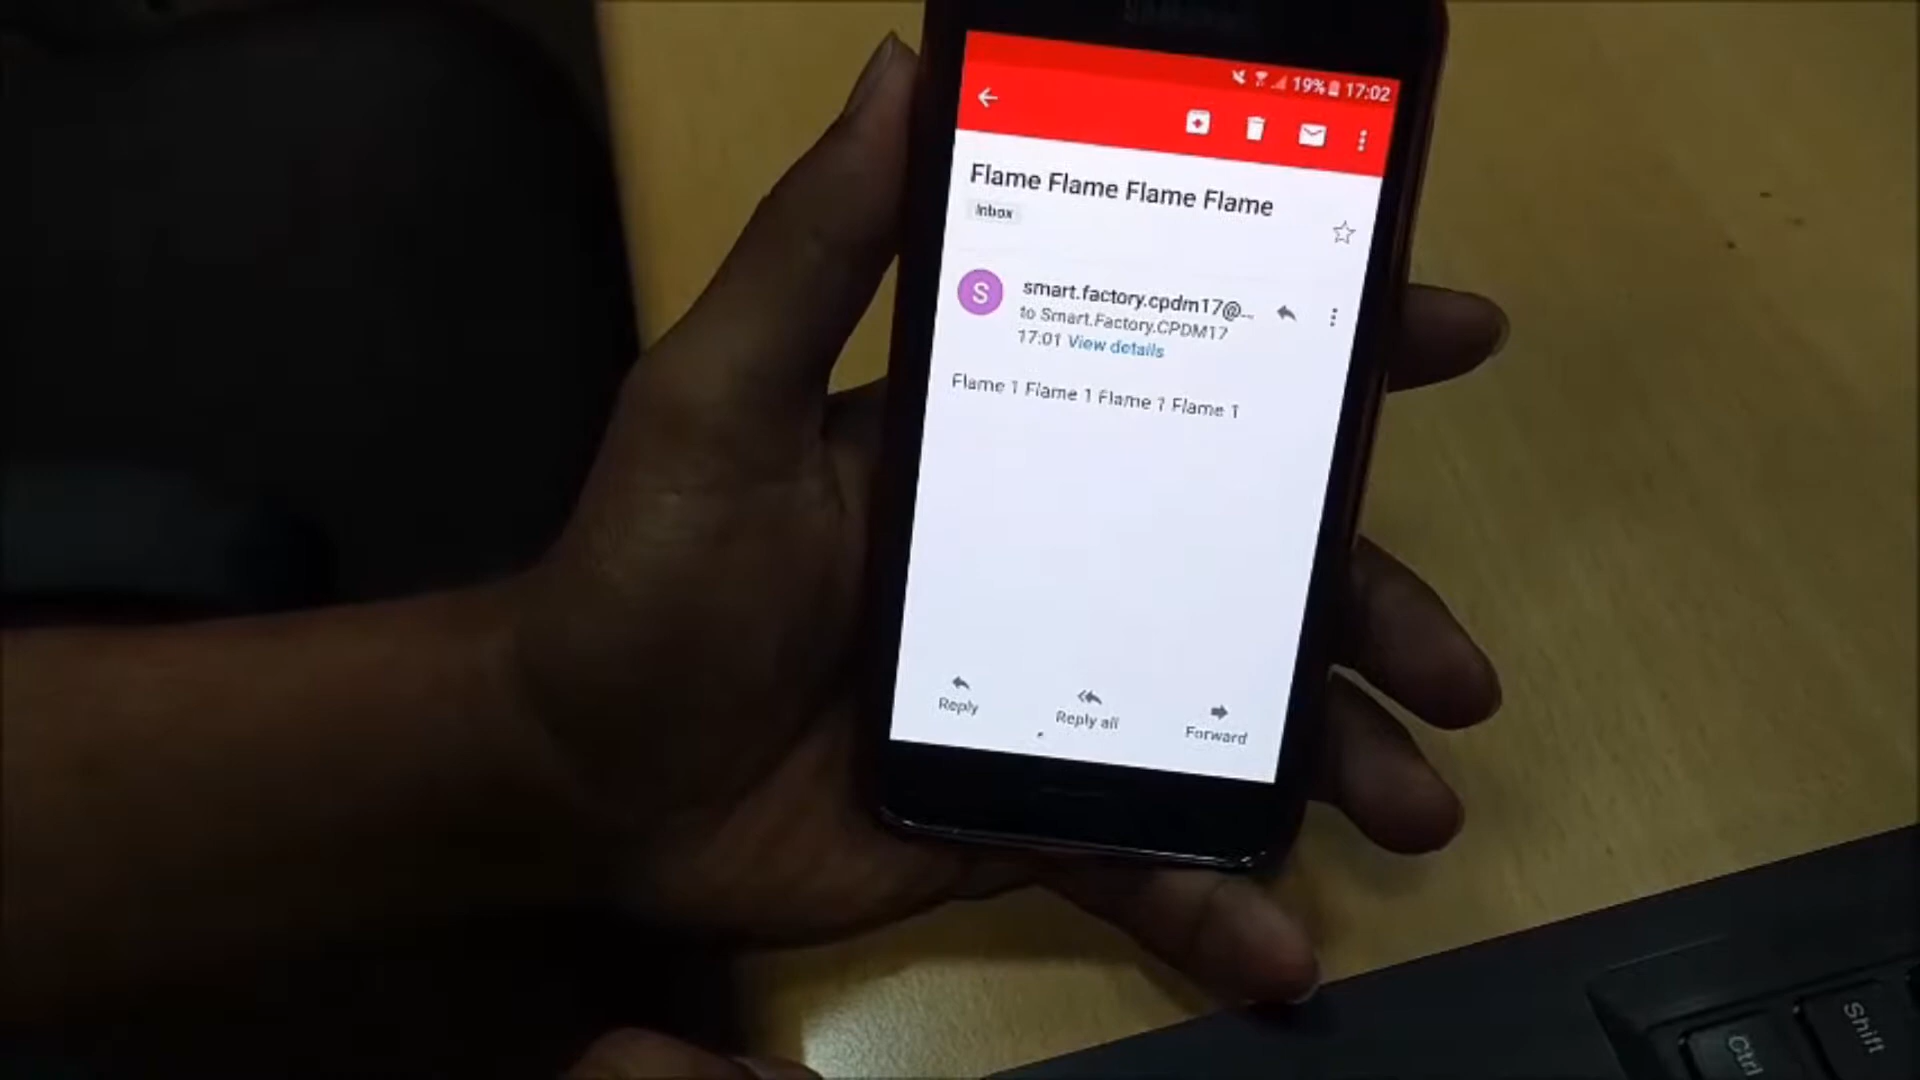 SAMSUNG
19% 17:02
Flame Flame Flame Flame
Inbox
S
smart.factory.cpdm17@...
to Smart.Factory.CPDM17
17:01 View details
Flame 1 Flame 1 Flame 1 Flame 1
Reply
Reply all
Forward
Ctrl
Shift